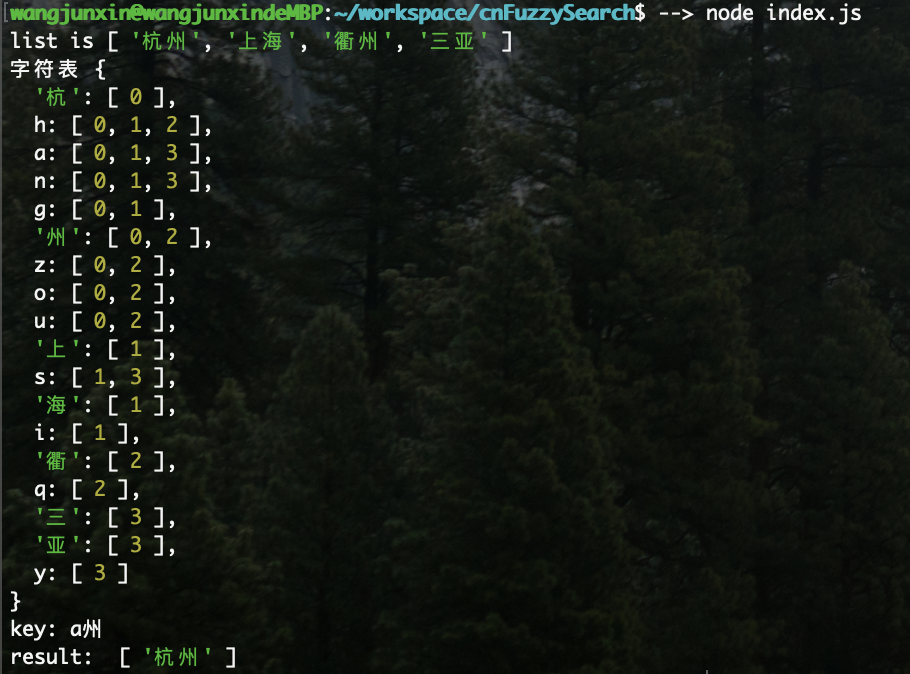 wangjunxin@wangjunxindeMBP:~/workspace/cnFuzzySearch$ --> node index.js
list is [ '杭州', '上海', '衢州', '三亚' ]
字符表 {
  '杭': [ 0 ],
  h: [ 0, 1, 2 ],
  a: [ 0, 1, 3 ],
  n: [ 0, 1, 3 ],
  g: [ 0, 1 ],
  '州': [ 0, 2 ],
  z: [ 0, 2 ],
  o: [ 0, 2 ],
  u: [ 0, 2 ],
  '上': [ 1 ],
  s: [ 1, 3 ],
  '海': [ 1 ],
  i: [ 1 ],
  '衢': [ 2 ],
  q: [ 2 ],
  '三': [ 3 ],
  '亚': [ 3 ],
  y: [ 3 ]
}
key: a州
result:  [ '杭州' ]